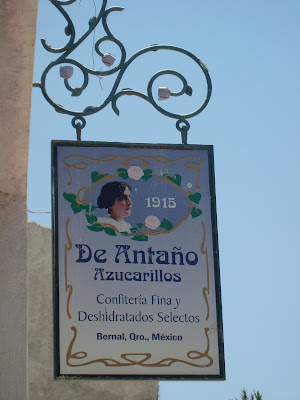 1915
De Antaño
Azucarillos
Confitería Fina y
Deshidratados Selectos
Bernal, Qro., México